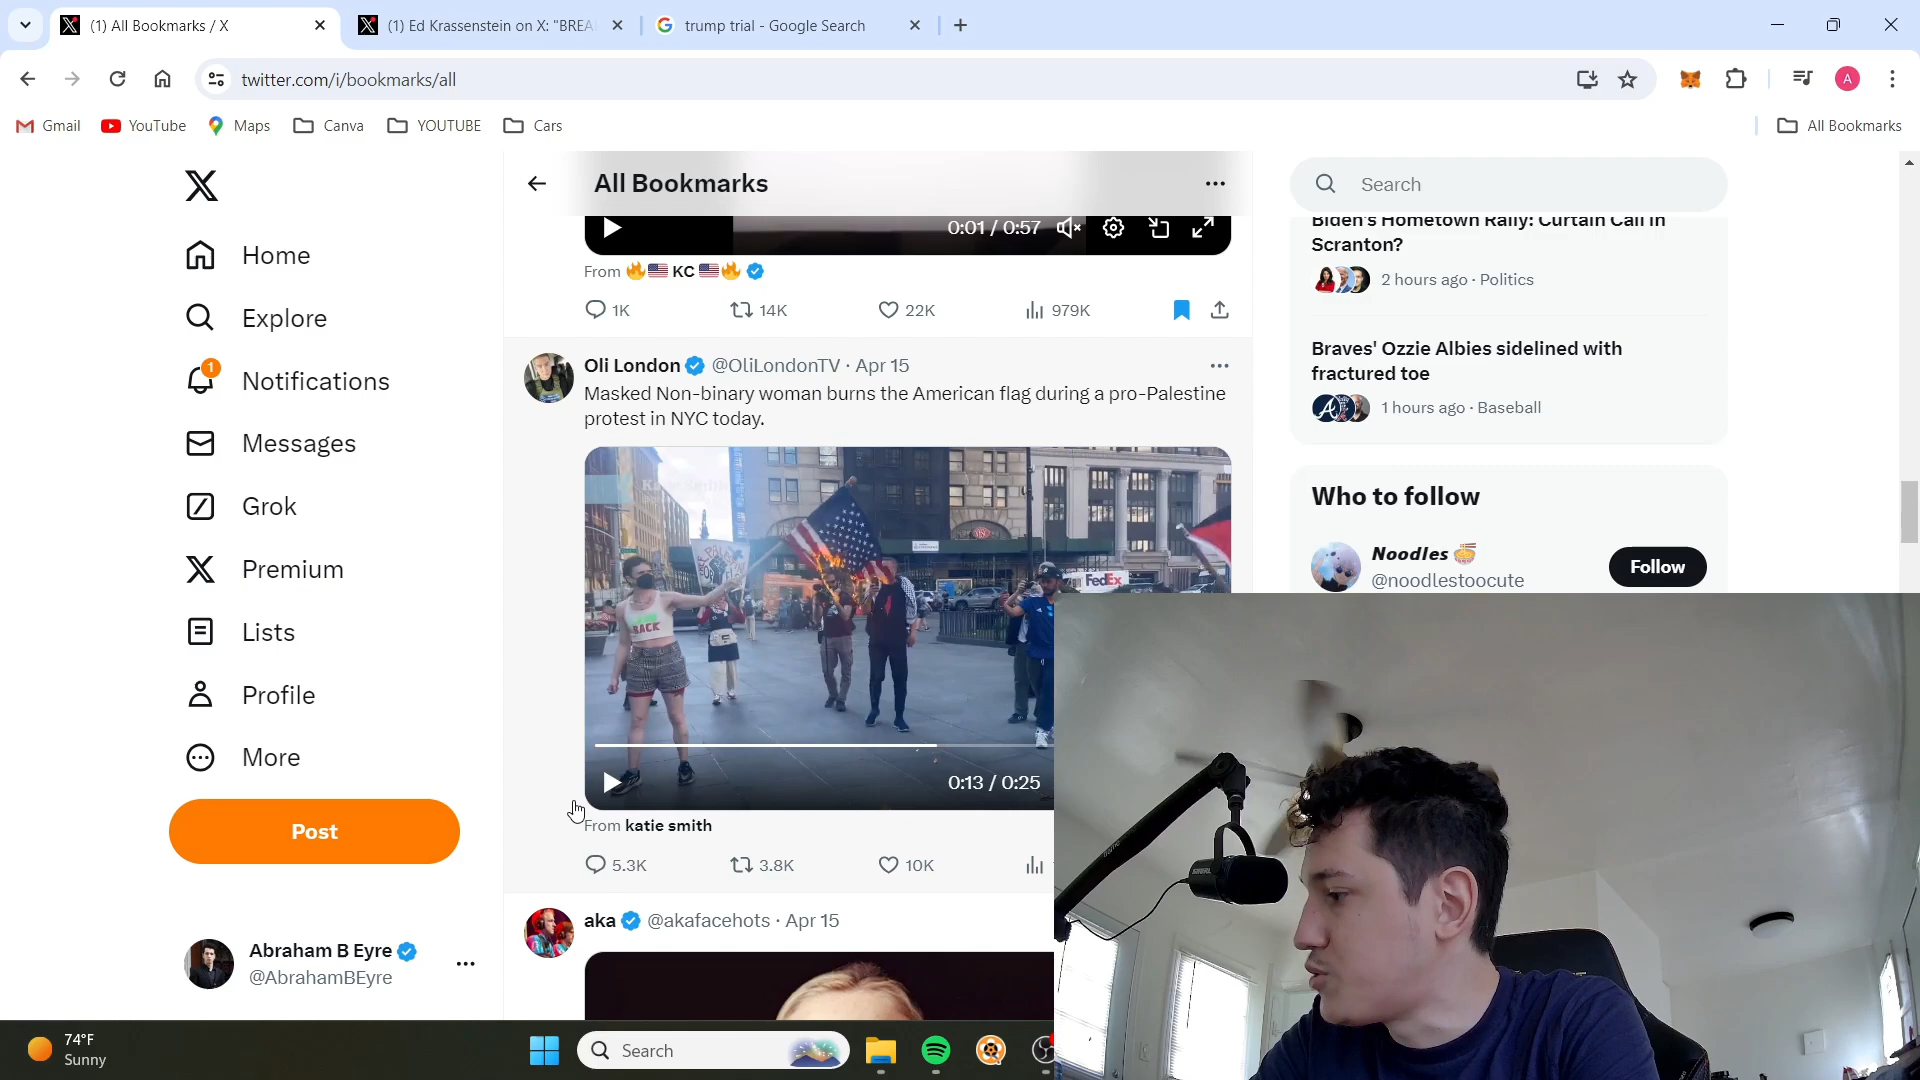 (1) All Bookmarks / X
(1) Ed Krassenstein on X: "BREA
trump trial - Google Search
twitter.com/i/bookmarks/all
A
Gmail
YouTube
Maps
Canva
YOUTUBE
Cars
All Bookmarks
Home
Explore
1
Notifications
Messages
Grok
Premium
Lists
Profile
More
Post
Abraham B Eyre
@AbrahamBEyre
All Bookmarks
0:01 / 0:57
From 🔥🇺🇸 KC 🇺🇸🔥
1K 14K 22K 979K
Oli London @OliLondonTV · Apr 15
Masked Non-binary woman burns the American flag during a pro-Palestine
protest in NYC today.
BACK
FedEx
0:13 / 0:25
From katie smith
5.3K 3.8K 10K
aka @akafacehots · Apr 15
Search
Biden's Hometown Rally: Curtain Call in
Scranton?
2 hours ago · Politics
Braves' Ozzie Albies sidelined with
fractured toe
1 hours ago · Baseball
Who to follow
Noodles 🍜
@noodlestoocute
Follow
SHURE
74°F
Sunny
Search